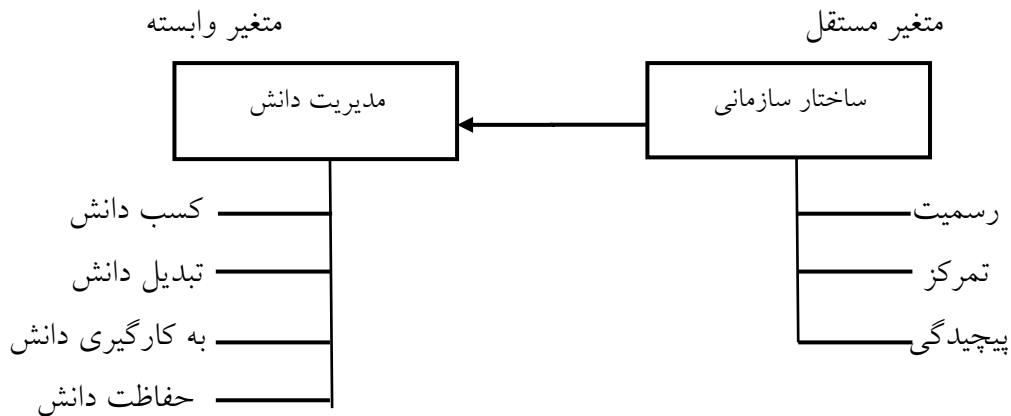 متغیر مستقل
متغیر وابسته
ساختار سازمانی
مدیریت دانش
رسمیت
تمرکز
پیچیدگی
کسب دانش
تبدیل دانش
به کارگیری دانش
حفاظت دانش